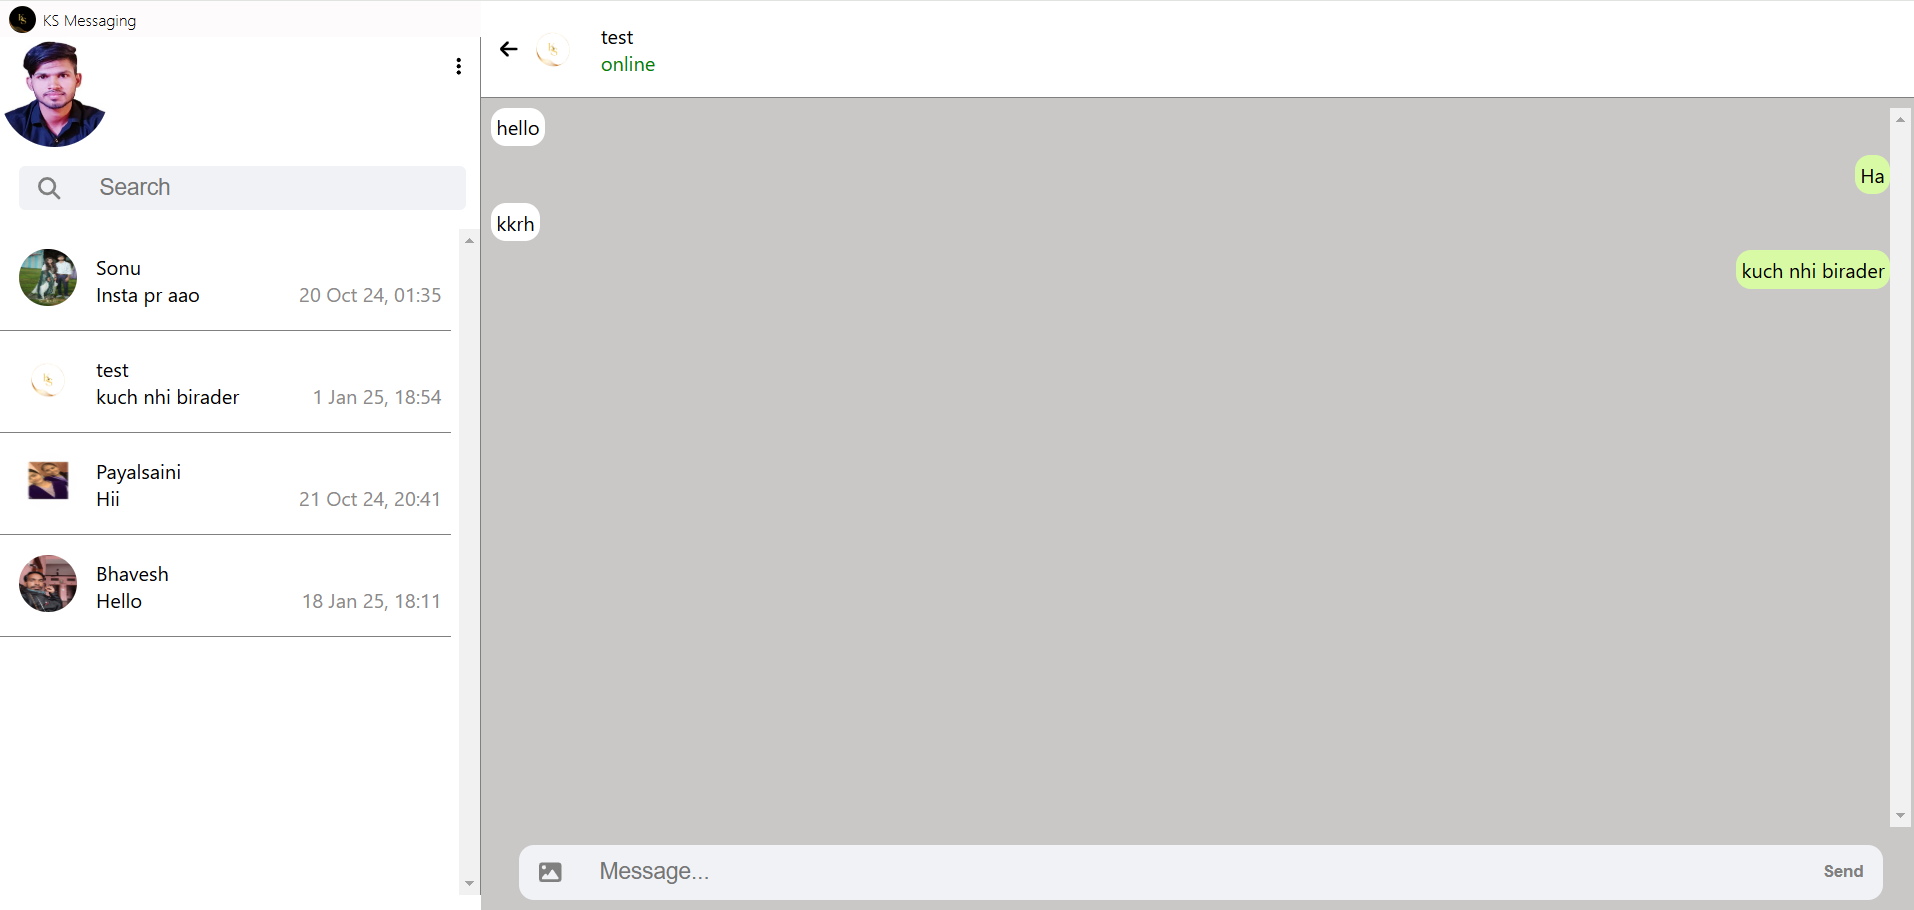 KS Messaging
Search
Sonu
Insta pr aao 20 Oct 24, 01:35
test
kuch nhi birader 1 Jan 25, 18:54
Payalsaini
Hii 21 Oct 24, 20:41
Bhavesh
Hello 18 Jan 25, 18:11
test
online
hello
Ha
kkrh
kuch nhi birader
Message... Send